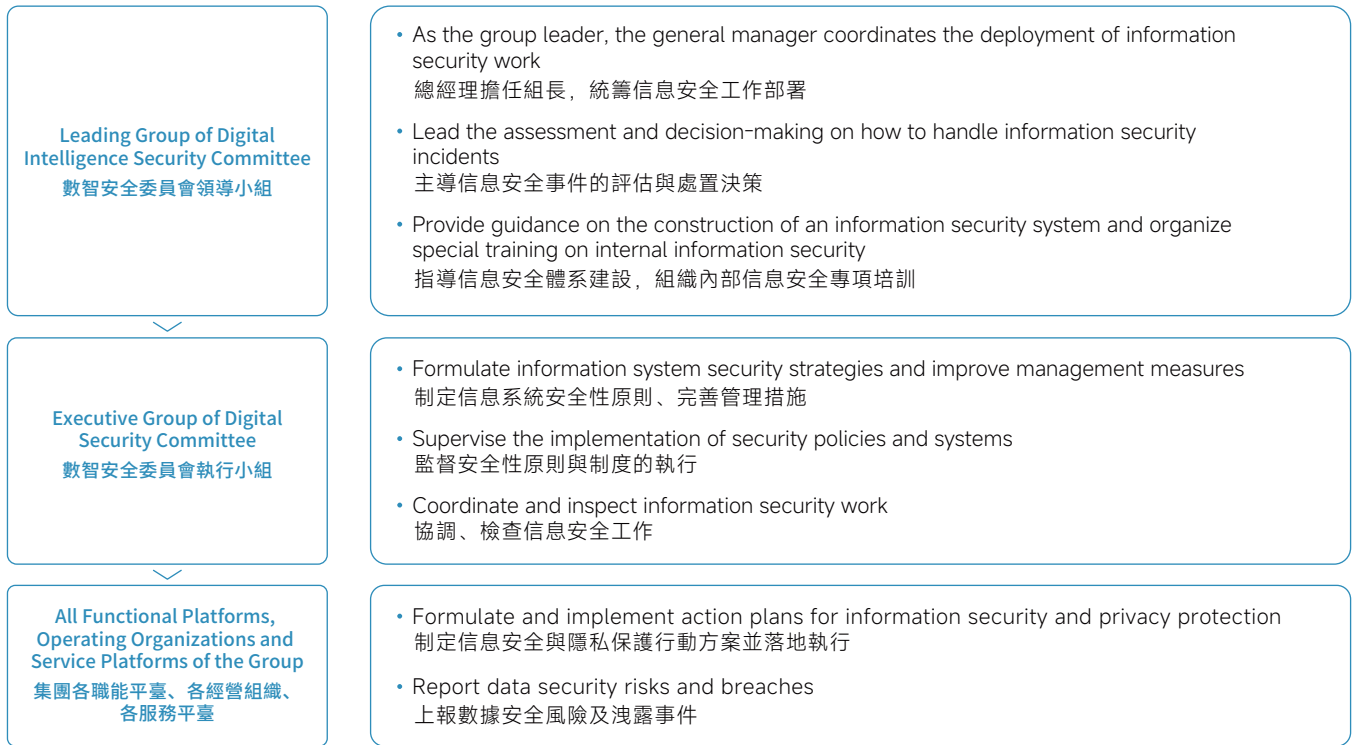 Leading Group of Digital
Intelligence Security Committee
數智安全委員會領導小組
• As the group leader, the general manager coordinates the deployment of information
security work
總經理擔任組長，統籌信息安全工作部署
• Lead the assessment and decision-making on how to handle information security
incidents
主導信息安全事件的評估與處置決策
• Provide guidance on the construction of an information security system and organize
special training on internal information security
指導信息安全體系建設，組織內部信息安全專項培訓
Executive Group of Digital
Security Committee
數智安全委員會執行小組
• Formulate information system security strategies and improve management measures
制定信息系統安全性原則、完善管理措施
• Supervise the implementation of security policies and systems
監督安全性原則與制度的執行
• Coordinate and inspect information security work
協調、檢查信息安全工作
All Functional Platforms,
Operating Organizations and
Service Platforms of the Group
集團各職能平臺、各經營組織、
各服務平臺
• Formulate and implement action plans for information security and privacy protection
制定信息安全與隱私保護行動方案並落地執行
• Report data security risks and breaches
上報數據安全風險及洩露事件